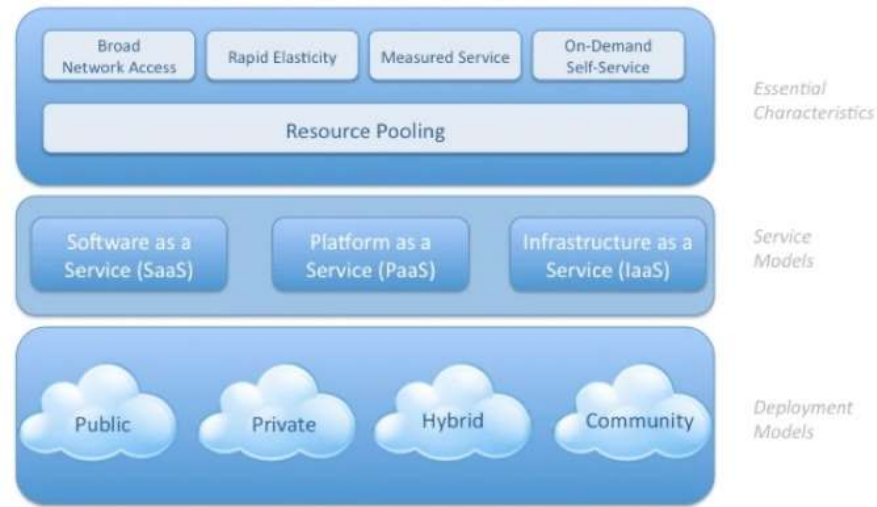 Broad
Network Access
Rapid Elasticity
Measured Service
On-Demand
Self-Service
Resource Pooling
Essential
Characteristics
Software as a
Service (SaaS)
Platform as a
Service (PaaS)
Infrastructure as a
Service (IaaS)
Service
Models
Public
Private
Hybrid
Community
Deployment
Models